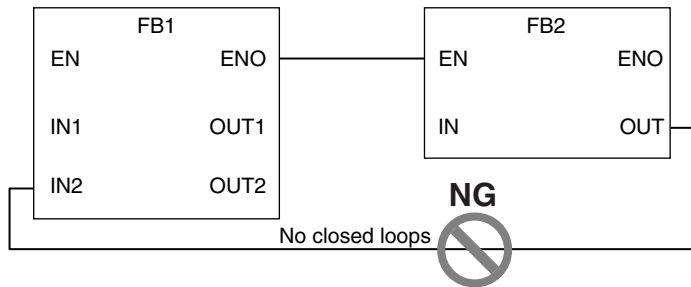 FB1
EN ENO
IN1 OUT1
IN2 OUT2
FB2
EN ENO
IN OUT
NG
No closed loops